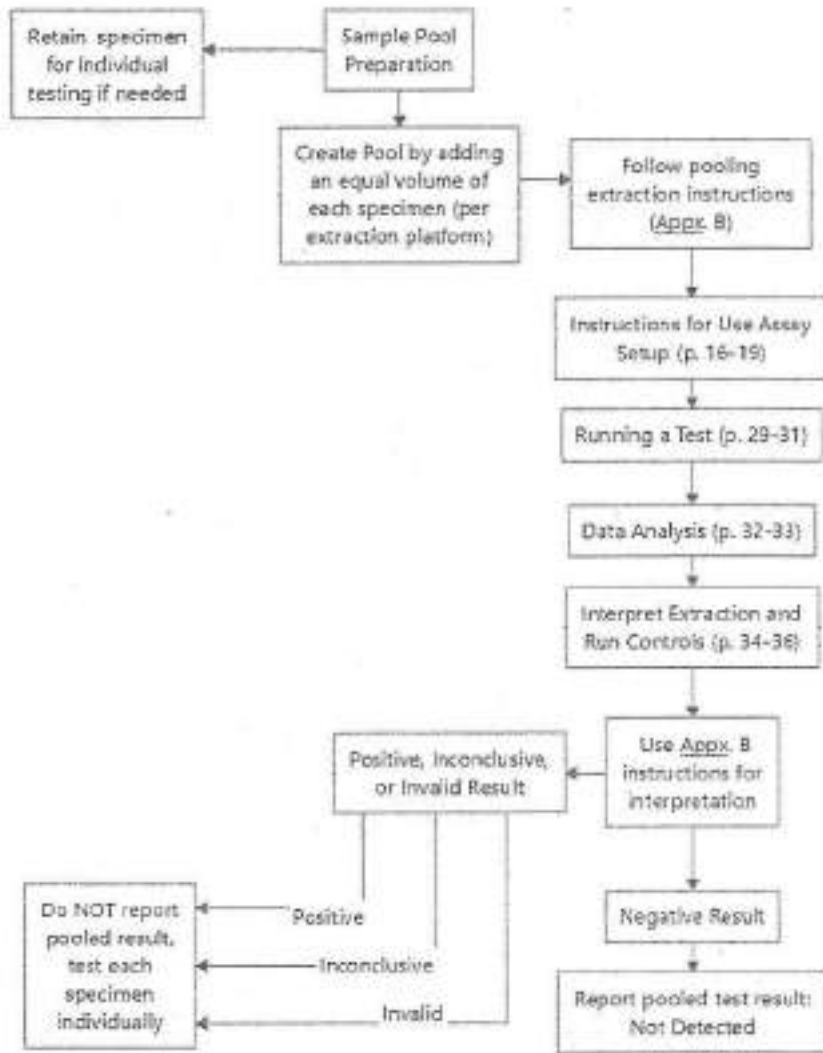 Retain specimen
for Individual
testing if needed
Sample Pool
Preparation
Create Pool by adding
an equal volume of
each specimen (per
extraction platform)
Follow pooling
extraction instructions
(Appx. B)
Instructions for Use Assay
Setup (p. 16-19)
Running a Test (p. 29-31)
Data Analysis (p. 32-33)
Interpret Extraction and
Run Controls (p. 34-36)
Use Appx. B
instructions for
interpretation
Positive, Inconclusive,
or Invalid Result
Positive
Inconclusive
Invalid
Do NOT report
pooled result,
test each
specimen
individually
Negative Result
Report pooled test result:
Not Detected